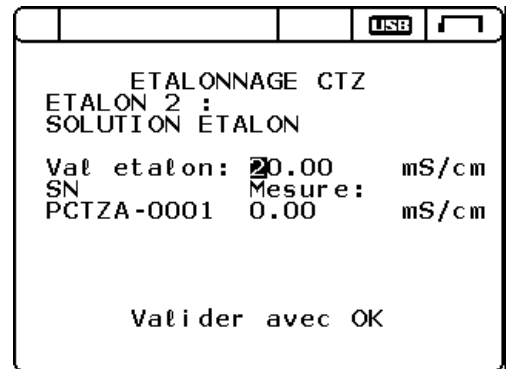 USB
ETALONNAGE CTZ
ETALON 2 :
SOLUTION ETALON
Val etalon: 20.00 mS/cm
SN Mesure:
PCTZA-0001 0.00 mS/cm
Valider avec OK